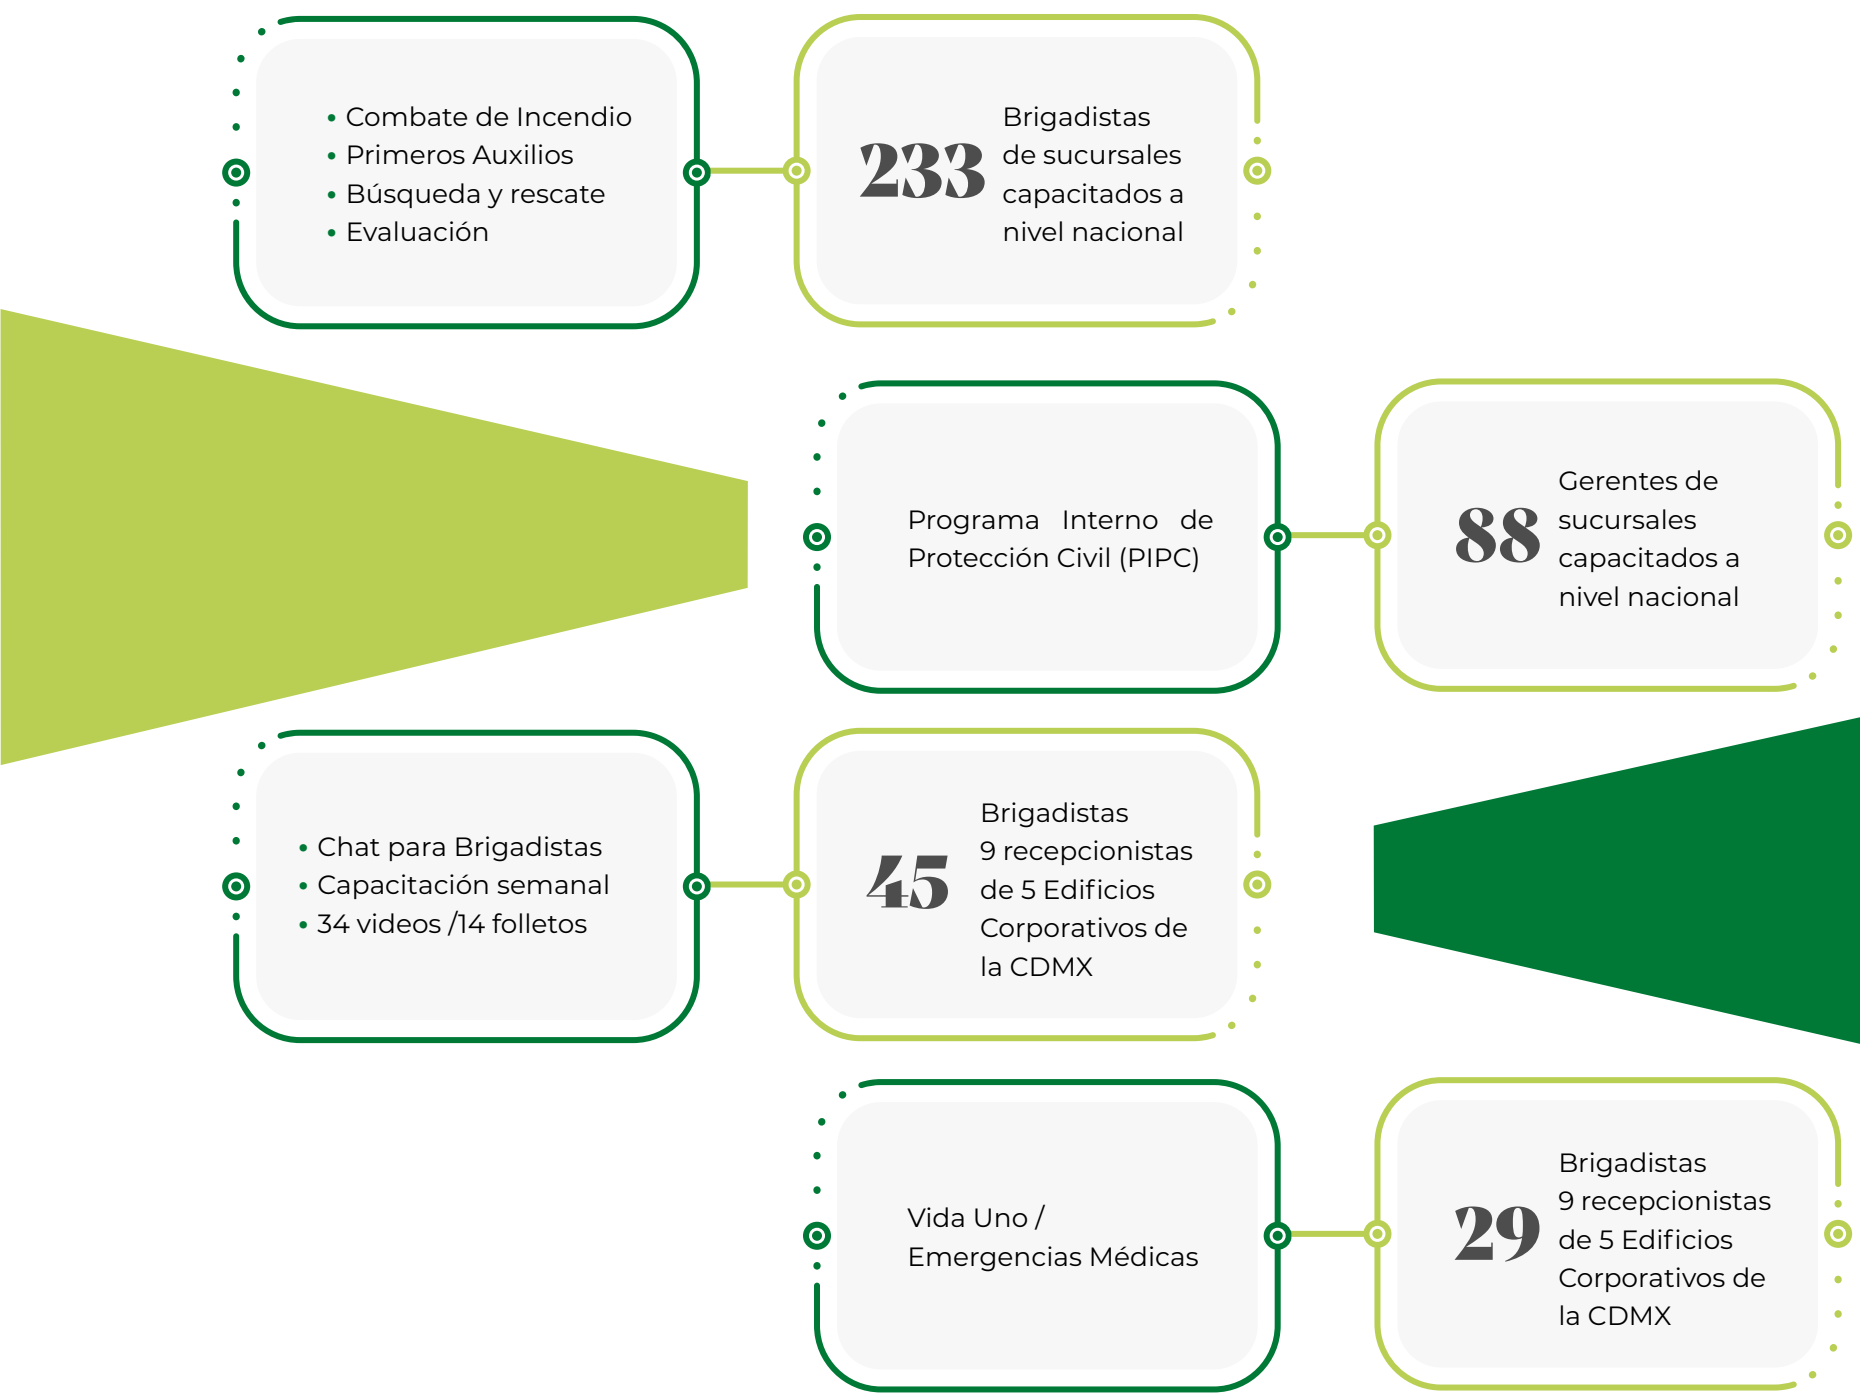 • Combate de Incendio
• Primeros Auxilios
• Búsqueda y rescate
• Evaluación
233
Brigadistas
de sucursales
capacitados a
nivel nacional
Programa Interno de
Protección Civil (PIPC)
88
Gerentes de
sucursales
capacitados a
nivel nacional
• Chat para Brigadistas
• Capacitación semanal
• 34 videos /14 folletos
45
Brigadistas
9 recepcionistas
de 5 Edificios
Corporativos de
la CDMX
Vida Uno /
Emergencias Médicas
29
Brigadistas
9 recepcionistas
de 5 Edificios
Corporativos de
la CDMX